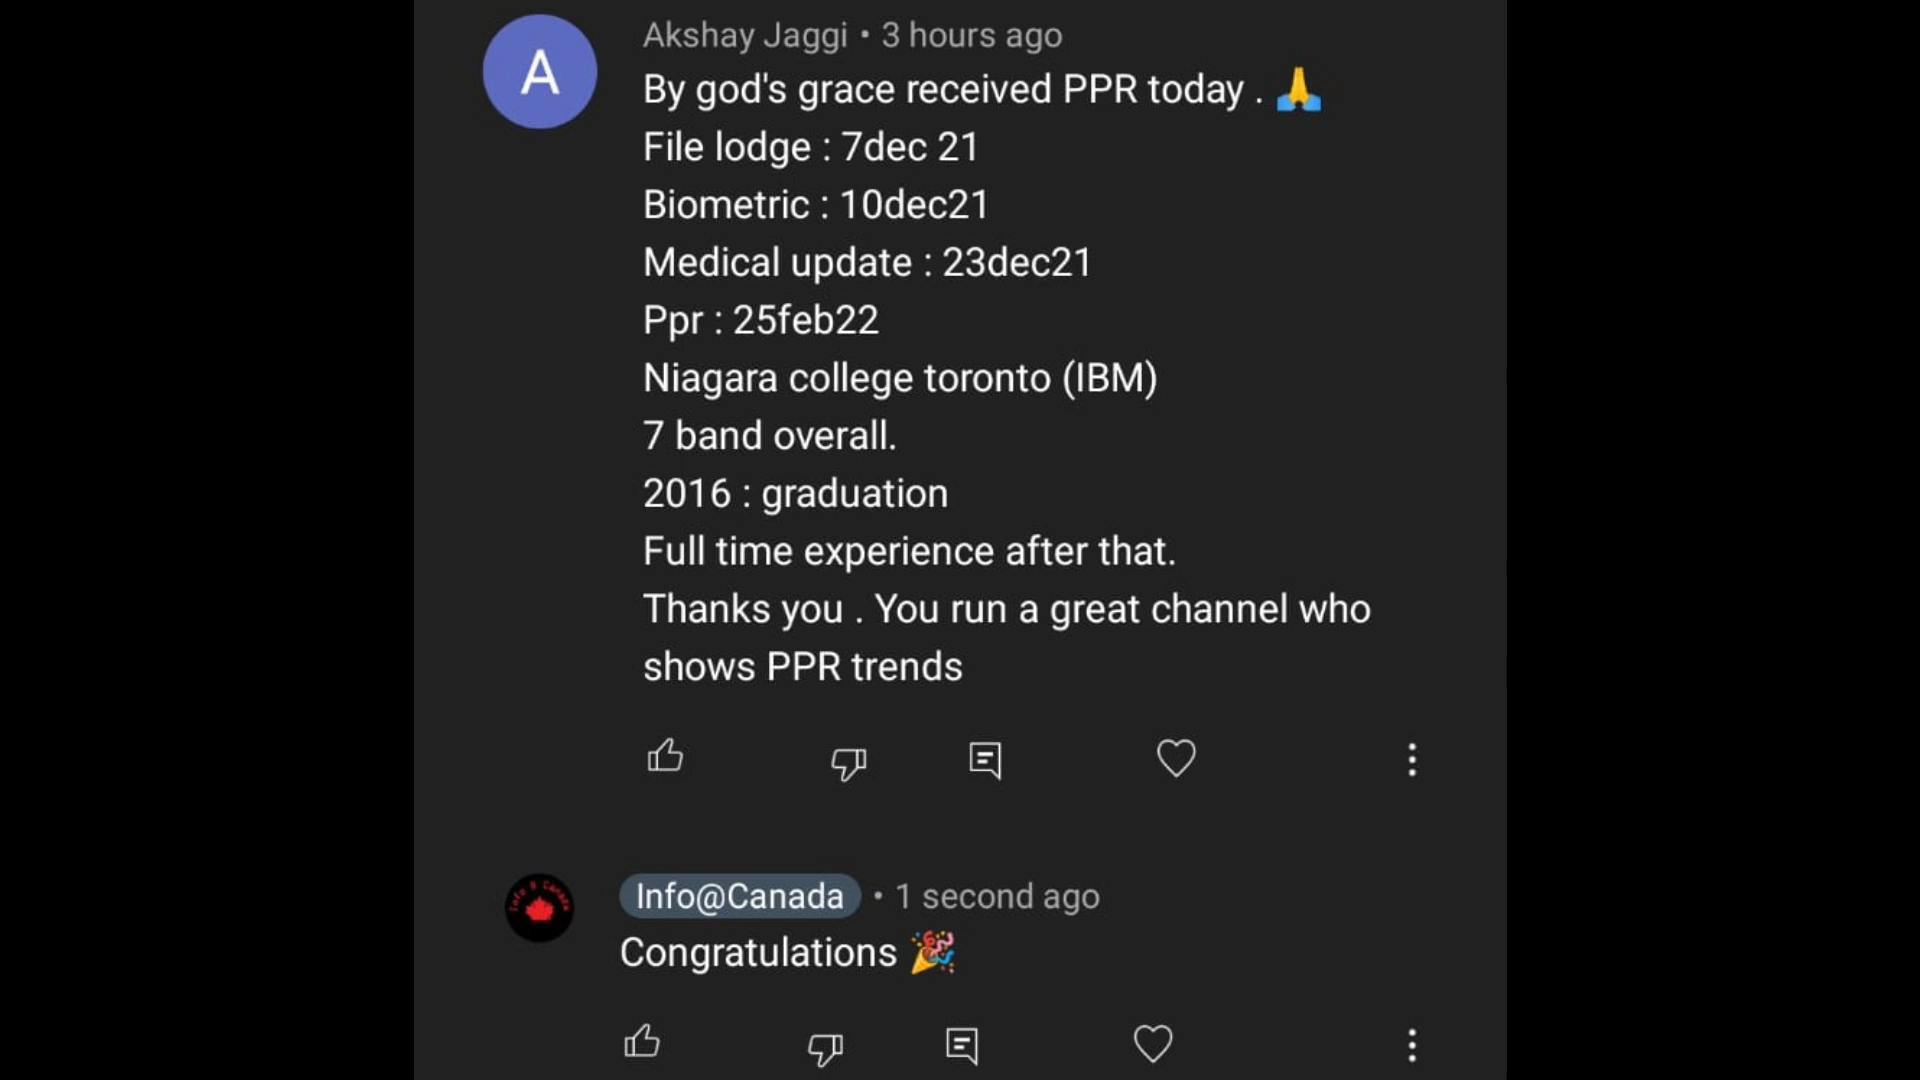 A
Akshay Jaggi • 3 hours ago
By god's grace received PPR today . 🙏
File lodge : 7dec 21
Biometric : 10dec21
Medical update : 23dec21
Ppr : 25feb22
Niagara college toronto (IBM)
7 band overall.
2016 : graduation
Full time experience after that.
Thanks you . You run a great channel who
shows PPR trends
Info@Canada • 1 second ago
Congratulations 🎉